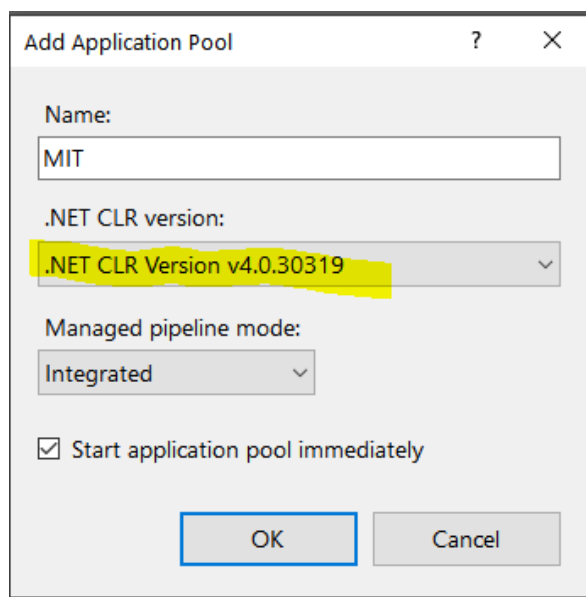 Add Application Pool ?
Name:
MIT
.NET CLR version:
.NET CLR Version v4.0.30319
Managed pipeline mode:
Integrated
Start application pool immediately
OK Cancel